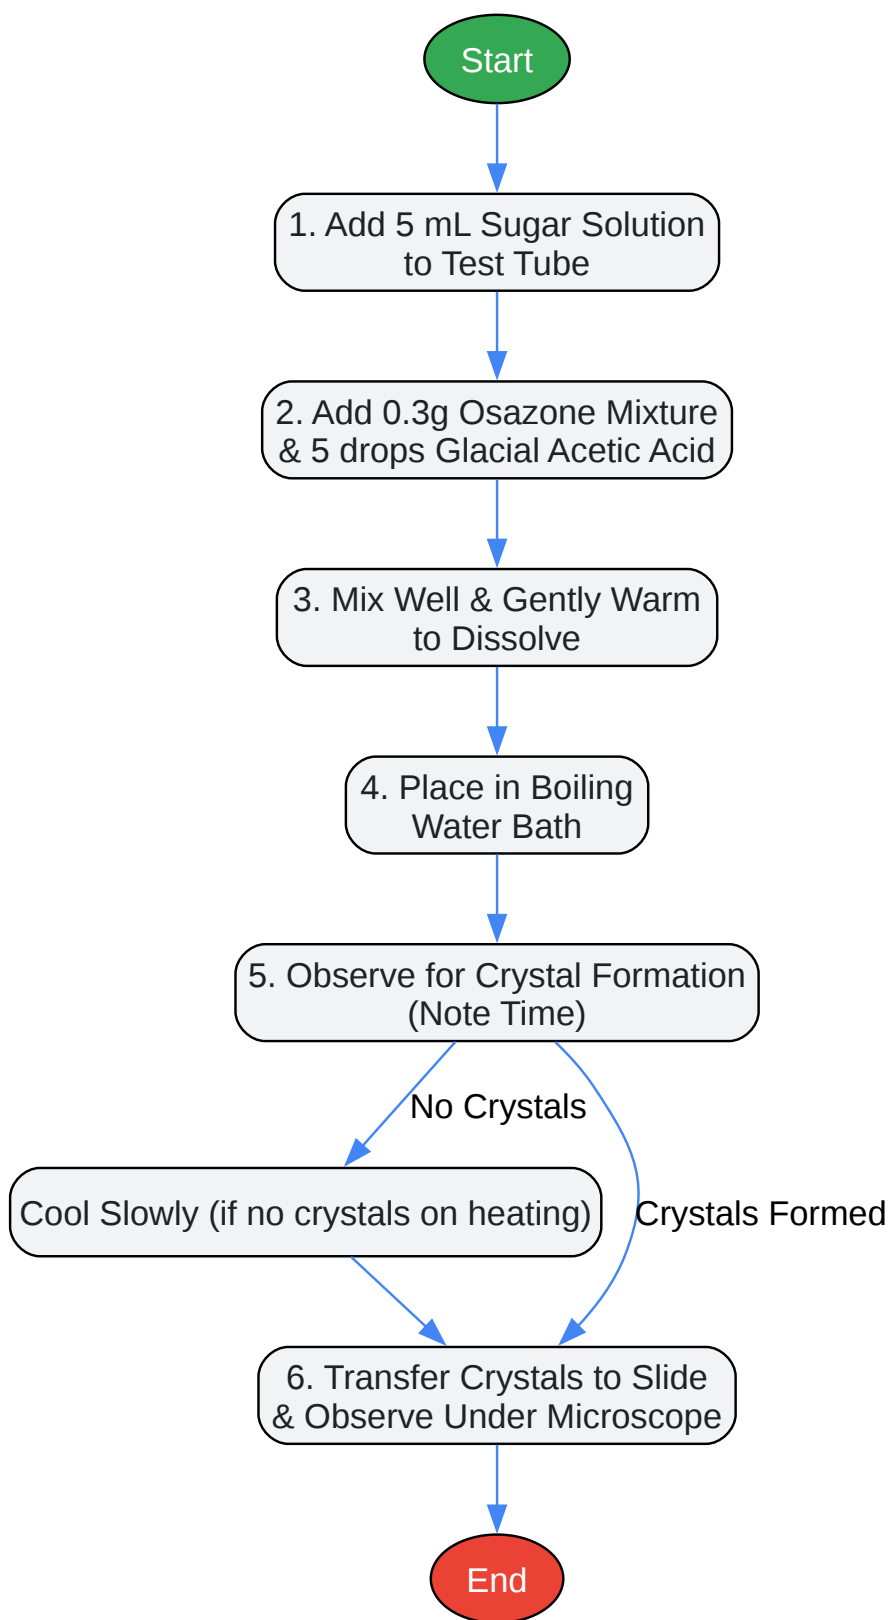 Start
1. Add 5 mL Sugar Solution
to Test Tube
2. Add 0.3g Osazone Mixture
& 5 drops Glacial Acetic Acid
3. Mix Well & Gently Warm
to Dissolve
4. Place in Boiling
Water Bath
5. Observe for Crystal Formation
(Note Time)
No Crystals
Cool Slowly (if no crystals on heating)
Crystals Formed
6. Transfer Crystals to Slide
& Observe Under Microscope
End